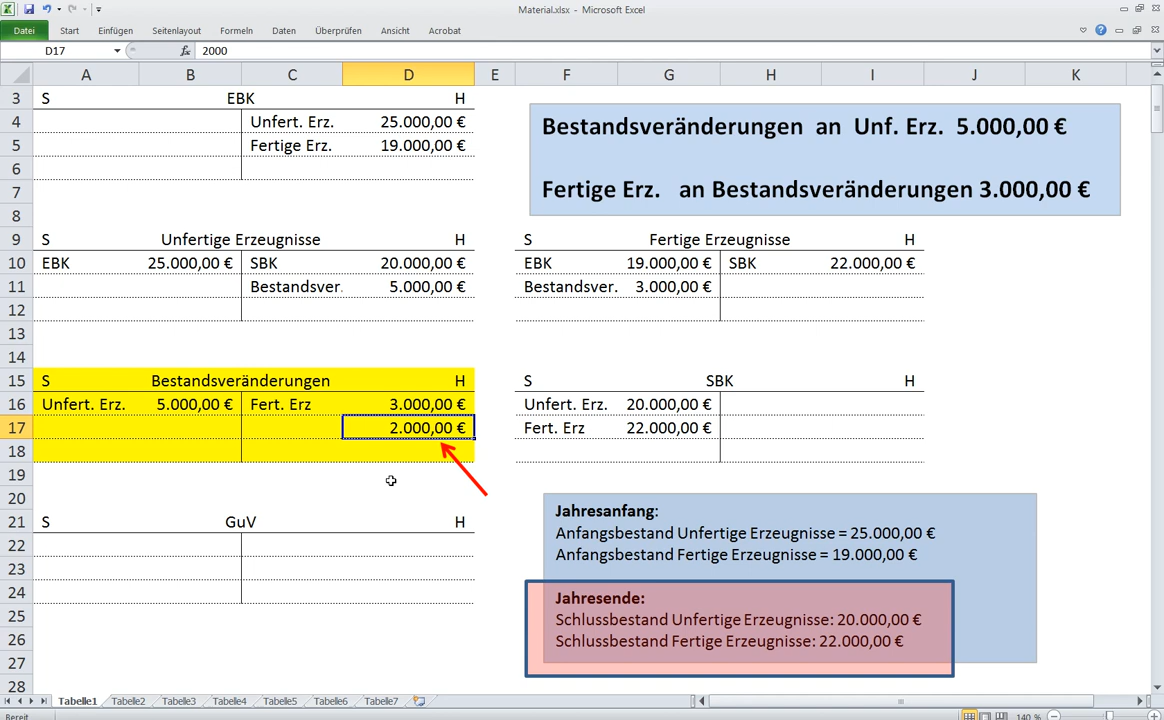 Material.xlsx - Microsoft Excel
Datei Start Einfügen Seitenlayout Formeln Daten Überprüfen Ansicht Acrobat
D17 fx 2000
A B C D E F G H I J K
3 S EBK H
4 Unfert. Erz. 25.000,00 €
5 Fertige Erz. 19.000,00 €
6
7
8
Bestandsveränderungen an Unf. Erz. 5.000,00 €
Fertige Erz. an Bestandsveränderungen 3.000,00 €
9 S Unfertige Erzeugnisse H S Fertige Erzeugnisse H
10 EBK 25.000,00 € SBK 20.000,00 € EBK 19.000,00 € SBK 22.000,00 €
11 Bestandsver. 5.000,00 € Bestandsver. 3.000,00 €
12
13
14
15 S Bestandsveränderungen H S SBK H
16 Unfert. Erz. 5.000,00 € Fert. Erz 3.000,00 € Unfert. Erz. 20.000,00 €
17 2.000,00 € Fert. Erz 22.000,00 €
18
19
20
21 S GuV H
22
23
24
25
26
27
28
Jahresanfang:
Anfangsbestand Unfertige Erzeugnisse = 25.000,00 €
Anfangsbestand Fertige Erzeugnisse = 19.000,00 €
Jahresende:
Schlussbestand Unfertige Erzeugnisse: 20.000,00 €
Schlussbestand Fertige Erzeugnisse: 22.000,00 €
Tabelle1 Tabelle2 Tabelle3 Tabelle4 Tabelle5 Tabelle6 Tabelle7
Bereit 140 %